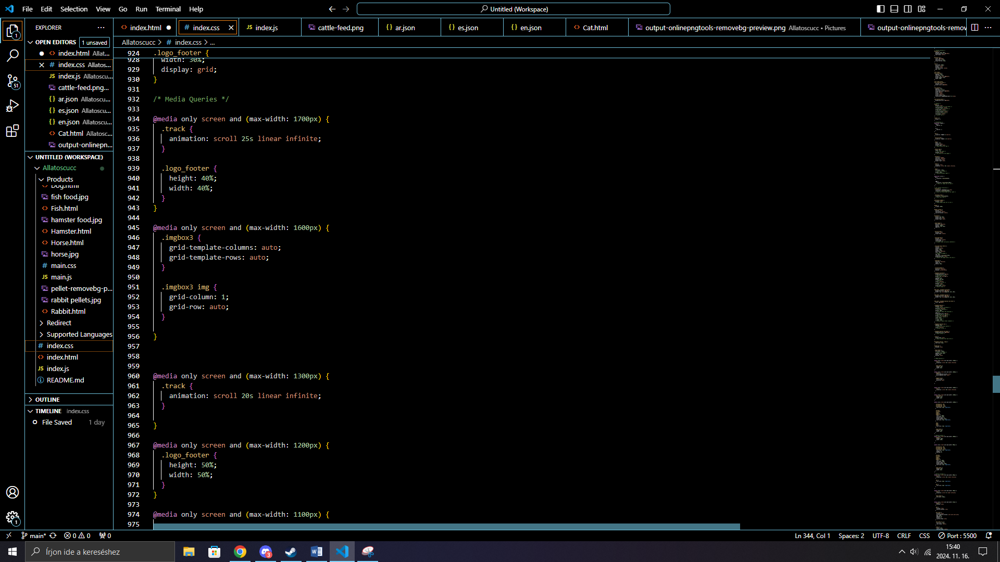 File Edit Selection View Go Run Terminal Help
Untitled (Workspace)
EXPLORER
index.html
index.css
index.js
cattle-feed.png
ar.json
es.json
en.json
Cat.html
output-onlinepngtools-removebg-preview.png Allatoscucc • Pictures
output-onlinepngtools-remov
OPEN EDITORS 1 unsaved
index.html Allat...
index.css Allatos...
index.js Allatoscu...
cattle-feed.png...
ar.json Allatoscu...
es.json Allatoscu...
en.json Allatoscu...
Cat.html Allatosc...
output-onlinepn...
UNTITLED (WORKSPACE)
Allatoscucc
Products
Dog.html
fish food.jpg
Fish.html
hamster food.jpg
Hamster.html
Horse.html
horse.jpg
main.css
main.js
pellet-removebg-p...
rabbit pellets.jpg
Rabbit.html
Redirect
Supported Languages
index.css
index.html
index.js
README.md
OUTLINE
TIMELINE index.css
File Saved 1 day
Allatoscucc > # index.css > ...
924 .logo_footer {
928 width: 30%;
929 display: grid;
930 }
931
932 /* Media Queries */
933
934 @media only screen and (max-width: 1700px) {
935 .track {
936 animation: scroll 25s linear infinite;
937 }
938
939 .logo_footer {
940 height: 40%;
941 width: 40%;
942 }
943 }
944
945 @media only screen and (max-width: 1600px) {
946 .imgbox3 {
947 grid-template-columns: auto;
948 grid-template-rows: auto;
949 }
950
951 .imgbox3 img {
952 grid-column: 1;
953 grid-row: auto;
954 }
955
956 }
957
958
959
960 @media only screen and (max-width: 1300px) {
961 .track {
962 animation: scroll 20s linear infinite;
963 }
964
965 }
966
967 @media only screen and (max-width: 1200px) {
968 .logo_footer {
969 height: 50%;
970 width: 50%;
971 }
972 }
973
974 @media only screen and (max-width: 1100px) {
975
main* 0 0 0
Ln 344, Col 1 Spaces: 2 UTF-8 CRLF CSS Port : 5500
Írjon ide a kereséshez
15:40
2024. 11. 16.